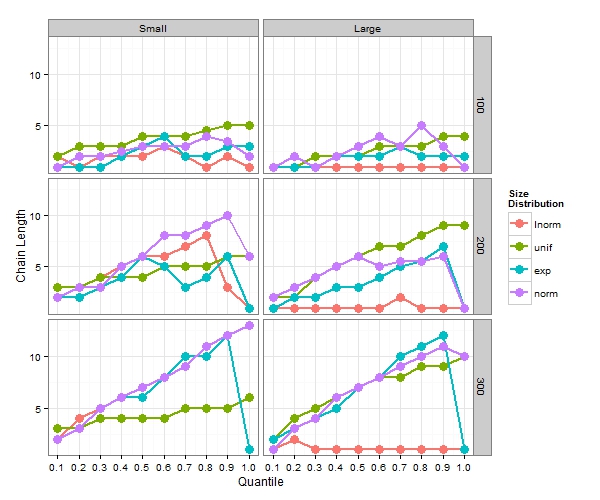 Small Large
10
5
100
10
5
200
10
5
300
0.1 0.2 0.3 0.4 0.5 0.6 0.7 0.8 0.9 1.0 0.1 0.2 0.3 0.4 0.5 0.6 0.7 0.8 0.9 1.0
Quantile
Chain Length
Size
Distribution
lnorm
unif
exp
norm